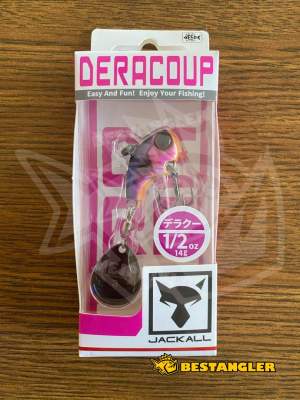 DERACOUP
Easy And Fun! Enjoy Your Fishing!
デラクー
1/2oz
14g
JACKALL
BESTANGLER